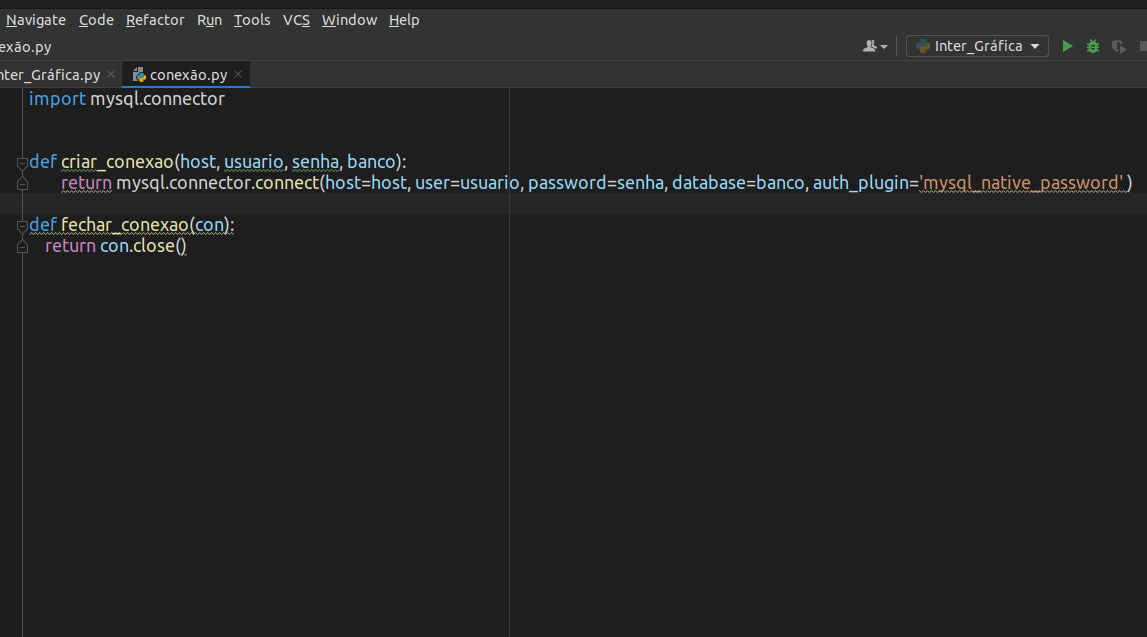 Navigate Code Refactor Run Tools VCS Window Help
exão.py
Inter_Gráfica
nter_Gráfica.py conexão.py
import mysql.connector
def criar_conexao(host, usuario, senha, banco):
return mysql.connector.connect(host=host, user=usuario, password=senha, database=banco, auth_plugin='mysql_native_password')
def fechar_conexao(con):
return con.close()